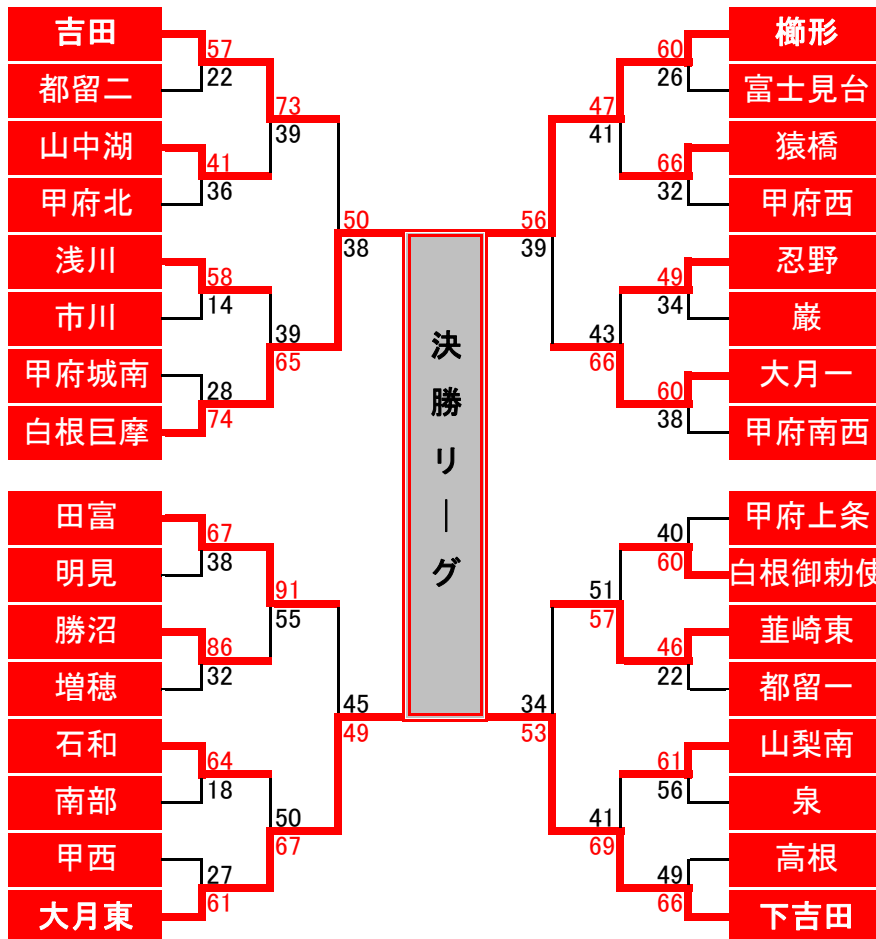 吉田
57
22
都留二
73
39
山中湖
41
36
甲府北
50
38
浅川
58
14
市川
39
65
甲府城南
28
74
白根巨摩
田富
67
38
明見
91
55
勝沼
86
32
増穂
45
49
石和
64
18
南部
50
67
甲西
27
61
大月東
決勝リーグ
櫛形
60
26
富士見台
47
41
猿橋
66
32
甲府西
56
39
忍野
49
34
巌
43
66
大月一
60
38
甲府南西
甲府上条
40
60
白根御勅使
51
57
韮崎東
46
22
都留一
34
53
山梨南
61
56
泉
41
69
高根
49
66
下吉田